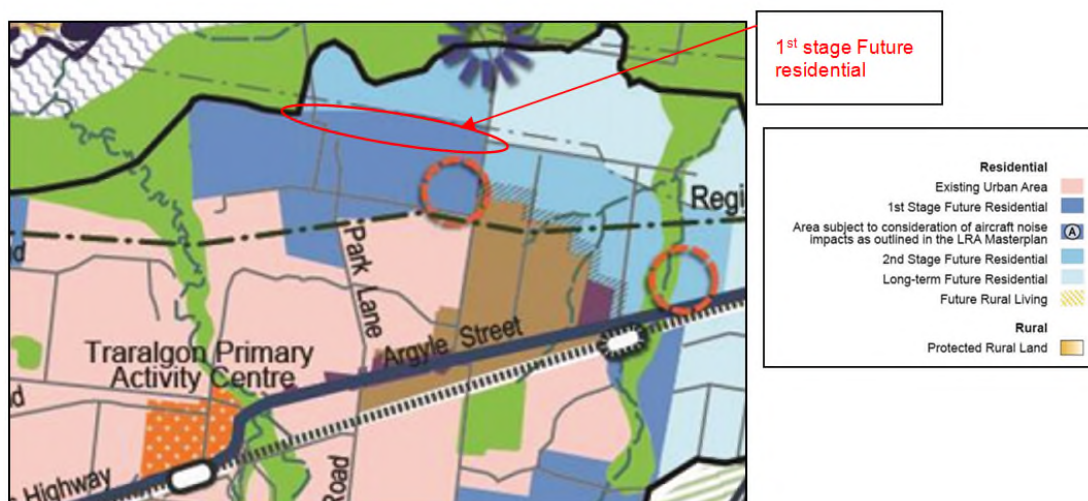 1st stage Future
residential
Residential
Existing Urban Area
1st Stage Future Residential
Area subject to consideration of aircraft noise
impacts as outlined in the LRA Masterplan
A
2nd Stage Future Residential
Long-term Future Residential
Future Rural Living
Rural
Protected Rural Land
Regi
Park Lane
Argyle Street
Traralgon Primary
Activity Centre
Highway
Road